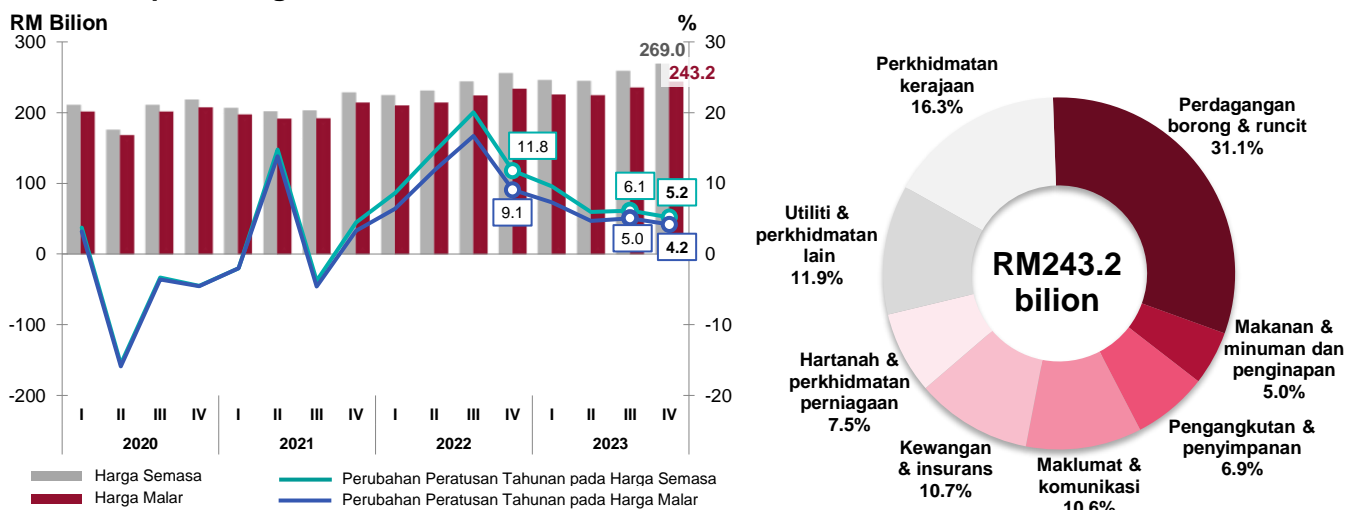 RM Bilion
%
300
200
100
0
-100
-200
30
20
10
0
-10
-20
269.0
243.2
11.8
9.1
6.1
5.2
5.0
4.2
I II III IV I II III IV I II III IV I II III IV
2020 2021 2022 2023
Harga Semasa
Harga Malar
Perubahan Peratusan Tahunan pada Harga Semasa
Perubahan Peratusan Tahunan pada Harga Malar
Perkhidmatan
kerajaan
16.3%
Perdagangan
borong & runcit
31.1%
Utiliti &
perkhidmatan
lain
11.9%
RM243.2
bilion
Makanan &
minuman dan
penginapan
5.0%
Hartanah &
perkhidmatan
perniagaan
7.5%
Pengangkutan &
penyimpanan
6.9%
Kewangan
& insurans
10.7%
Maklumat &
komunikasi
10.6%